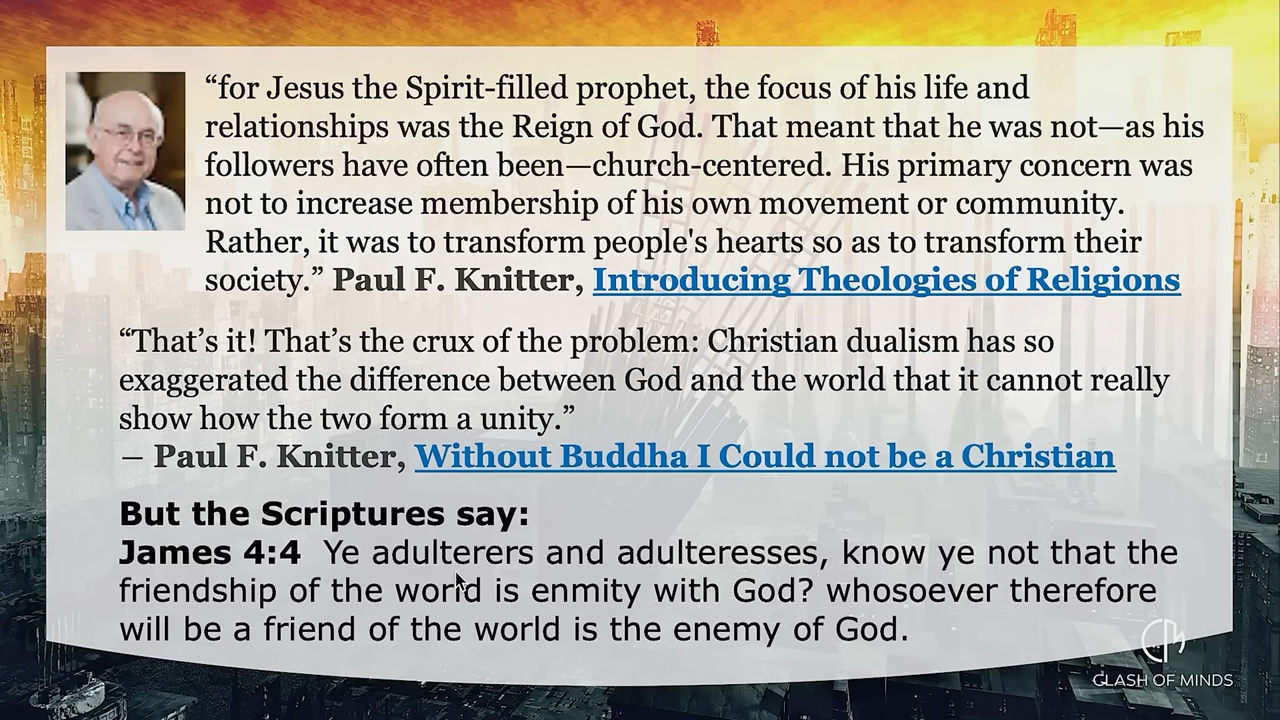 “for Jesus the Spirit-filled prophet, the focus of his life and
relationships was the Reign of God. That meant that he was not—as his
followers have often been—church-centered. His primary concern was
not to increase membership of his own movement or community.
Rather, it was to transform people's hearts so as to transform their
society.” Paul F. Knitter, Introducing Theologies of Religions
“That’s it! That’s the crux of the problem: Christian dualism has so
exaggerated the difference between God and the world that it cannot really
show how the two form a unity.”
― Paul F. Knitter, Without Buddha I Could not be a Christian
But the Scriptures say:
James 4:4 Ye adulterers and adulteresses, know ye not that the
friendship of the world is enmity with God? whosoever therefore
will be a friend of the world is the enemy of God.
CLASH OF MINDS